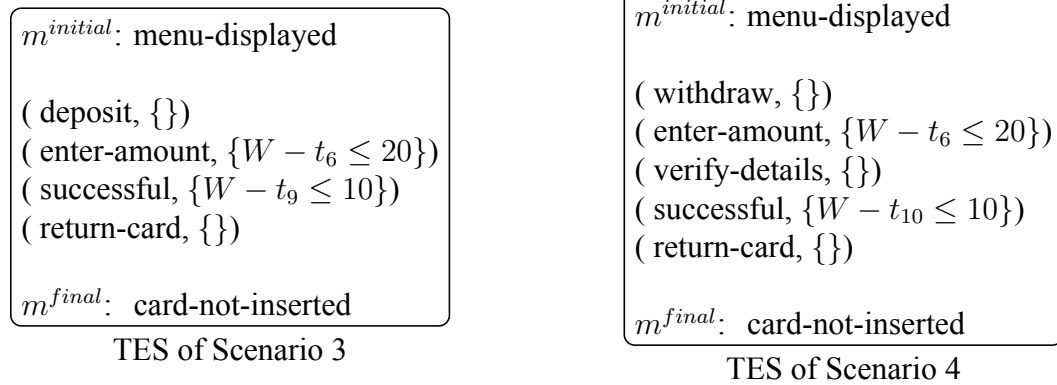 m^{initial}: menu-displayed
( deposit, {})
( enter-amount, {W − t_6 ≤ 20})
( successful, {W − t_9 ≤ 10})
( return-card, {})
m^{final}: card-not-inserted
TES of Scenario 3
m^{initial}: menu-displayed
( withdraw, {})
( enter-amount, {W − t_6 ≤ 20})
( verify-details, {})
( successful, {W − t_{10} ≤ 10})
( return-card, {})
m^{final}: card-not-inserted
TES of Scenario 4